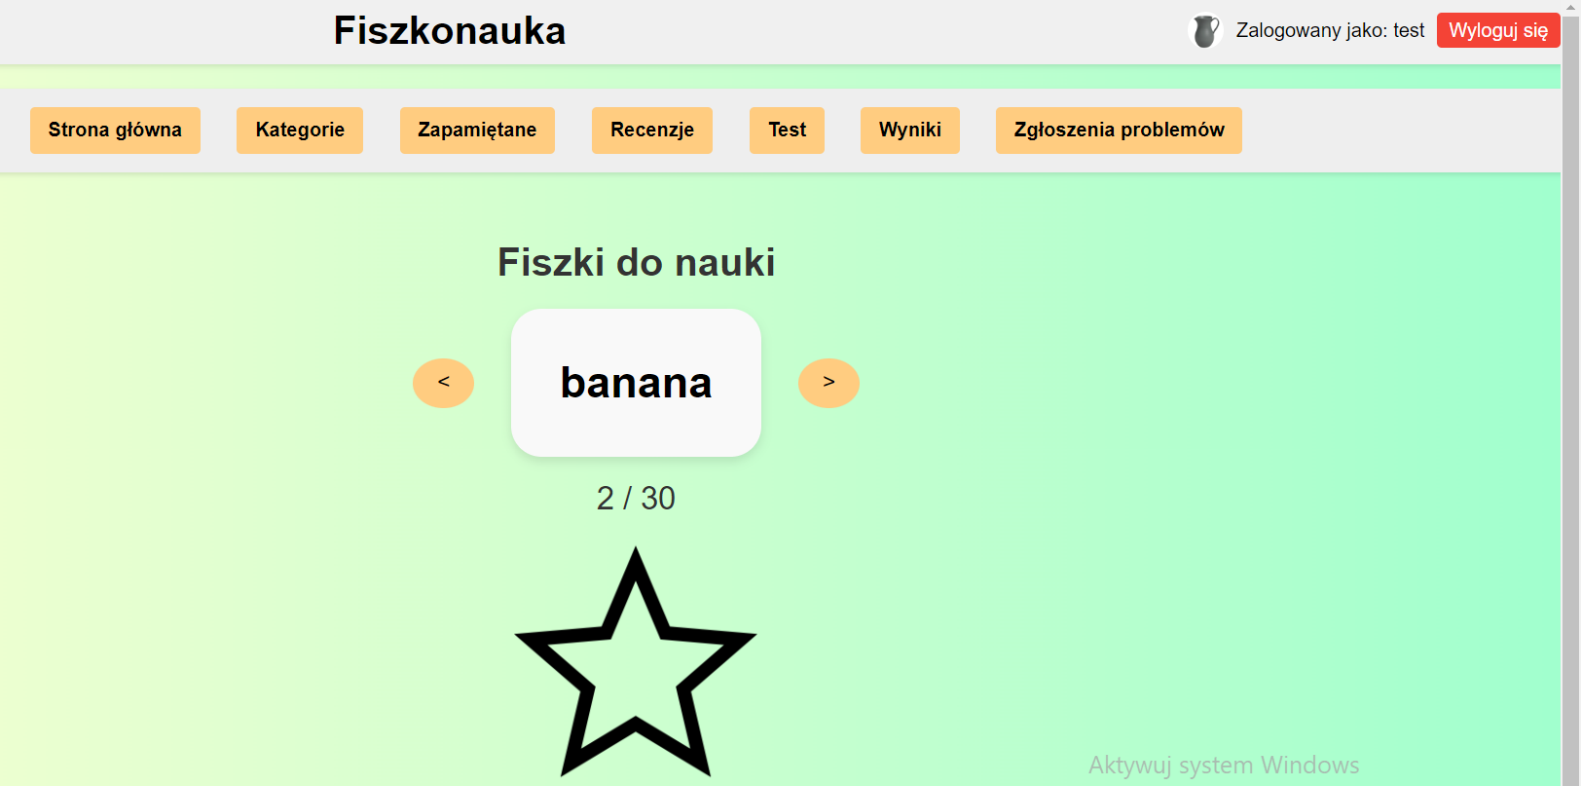 Fiszkonauka
Zalogowany jako: test
Wyloguj się
Strona główna
Kategorie
Zapamiętane
Recenzje
Test
Wyniki
Zgłoszenia problemów
Fiszki do nauki
<
banana
>
2 / 30
Aktywuj system Windows